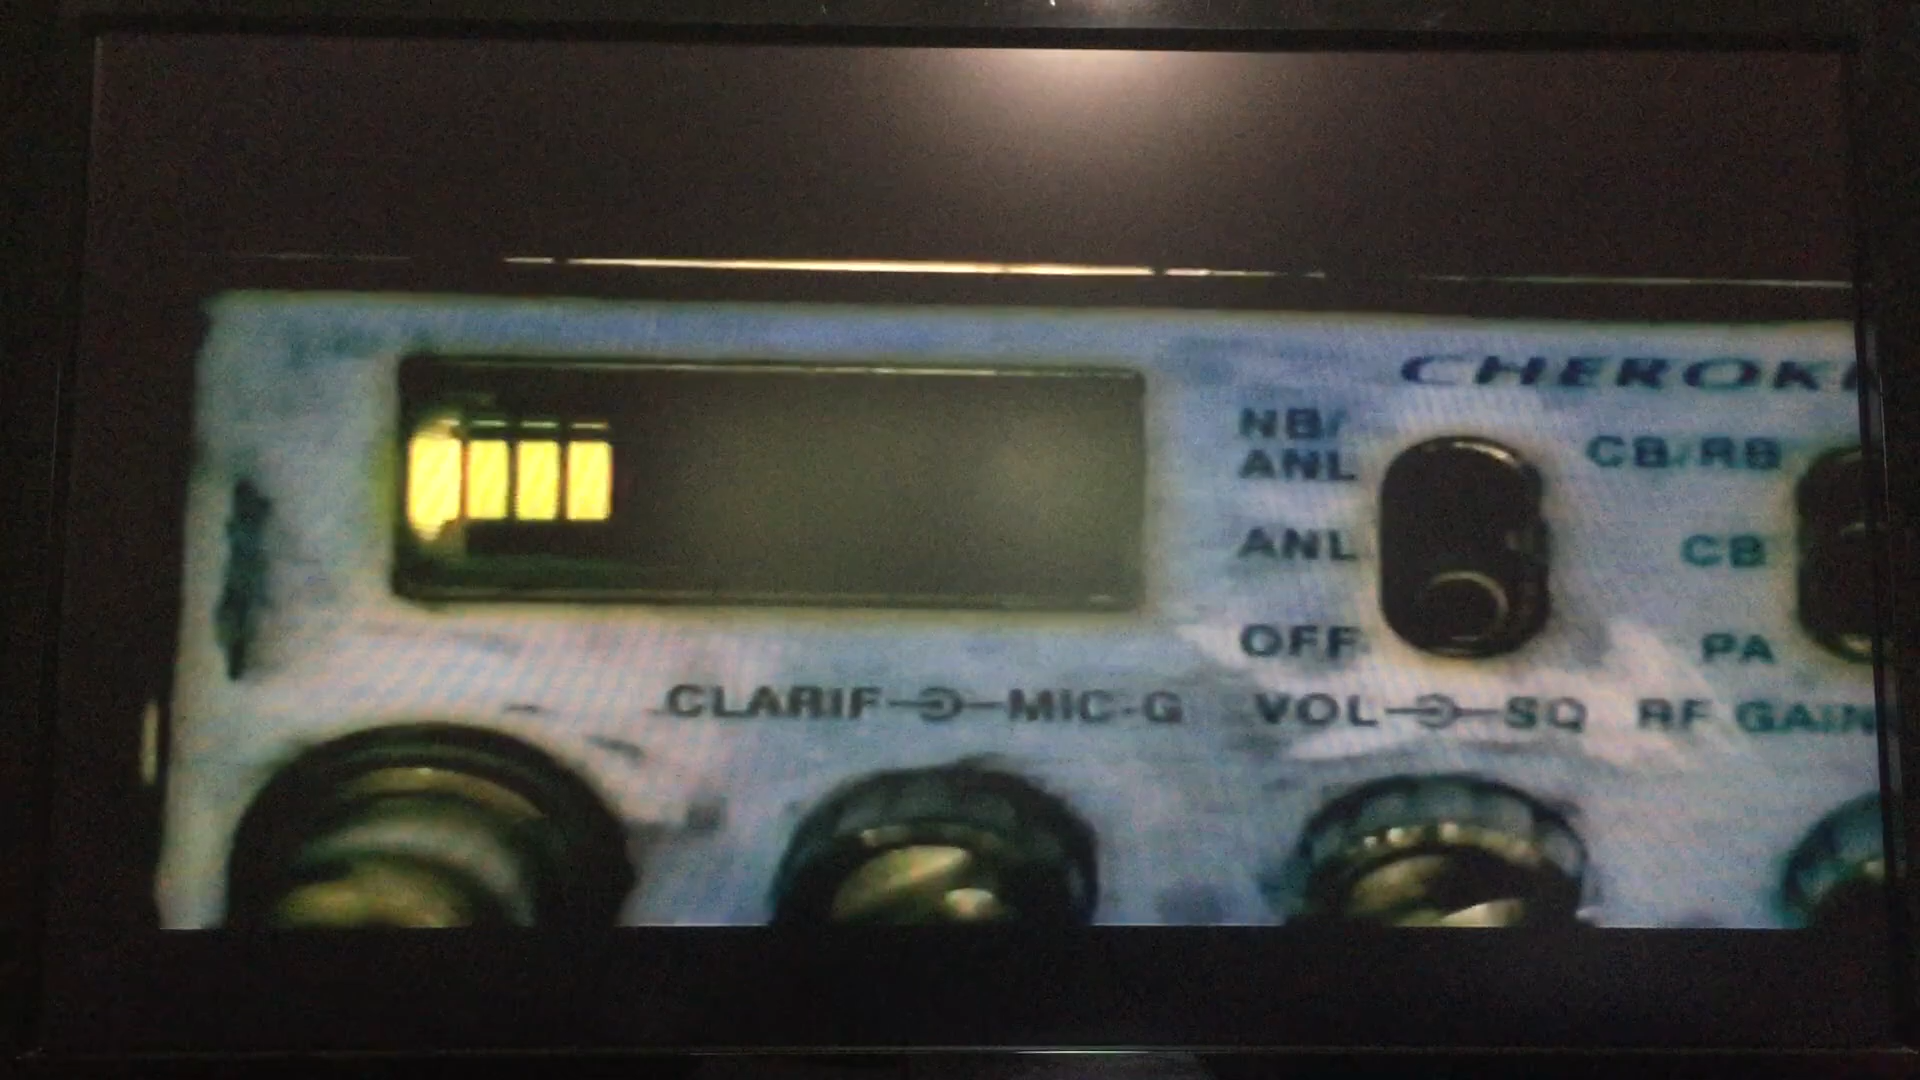 CHEROK
NB/
ANL
ANL
OFF
CB/RB
CB
PA
CLARIF MIC-G
VOL SQ
RF GAIN